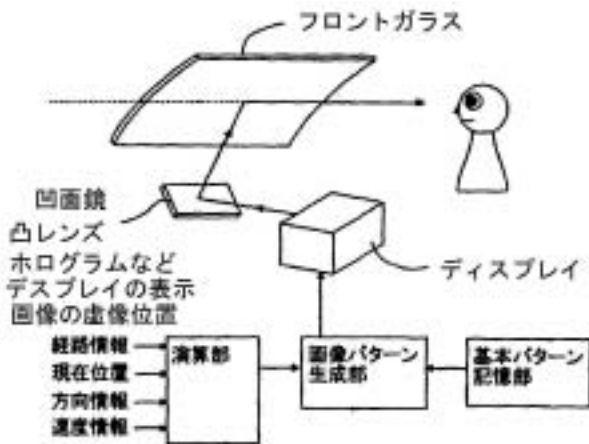 フロントガラス
凹面鏡
凸レンズ
ホログラムなど
デスプレイの表示
画像の虚像位置
ディスプレイ
経路情報
現在位置
方向情報
速度情報
演算部
画像パターン
生成部
基本パターン
記憶部